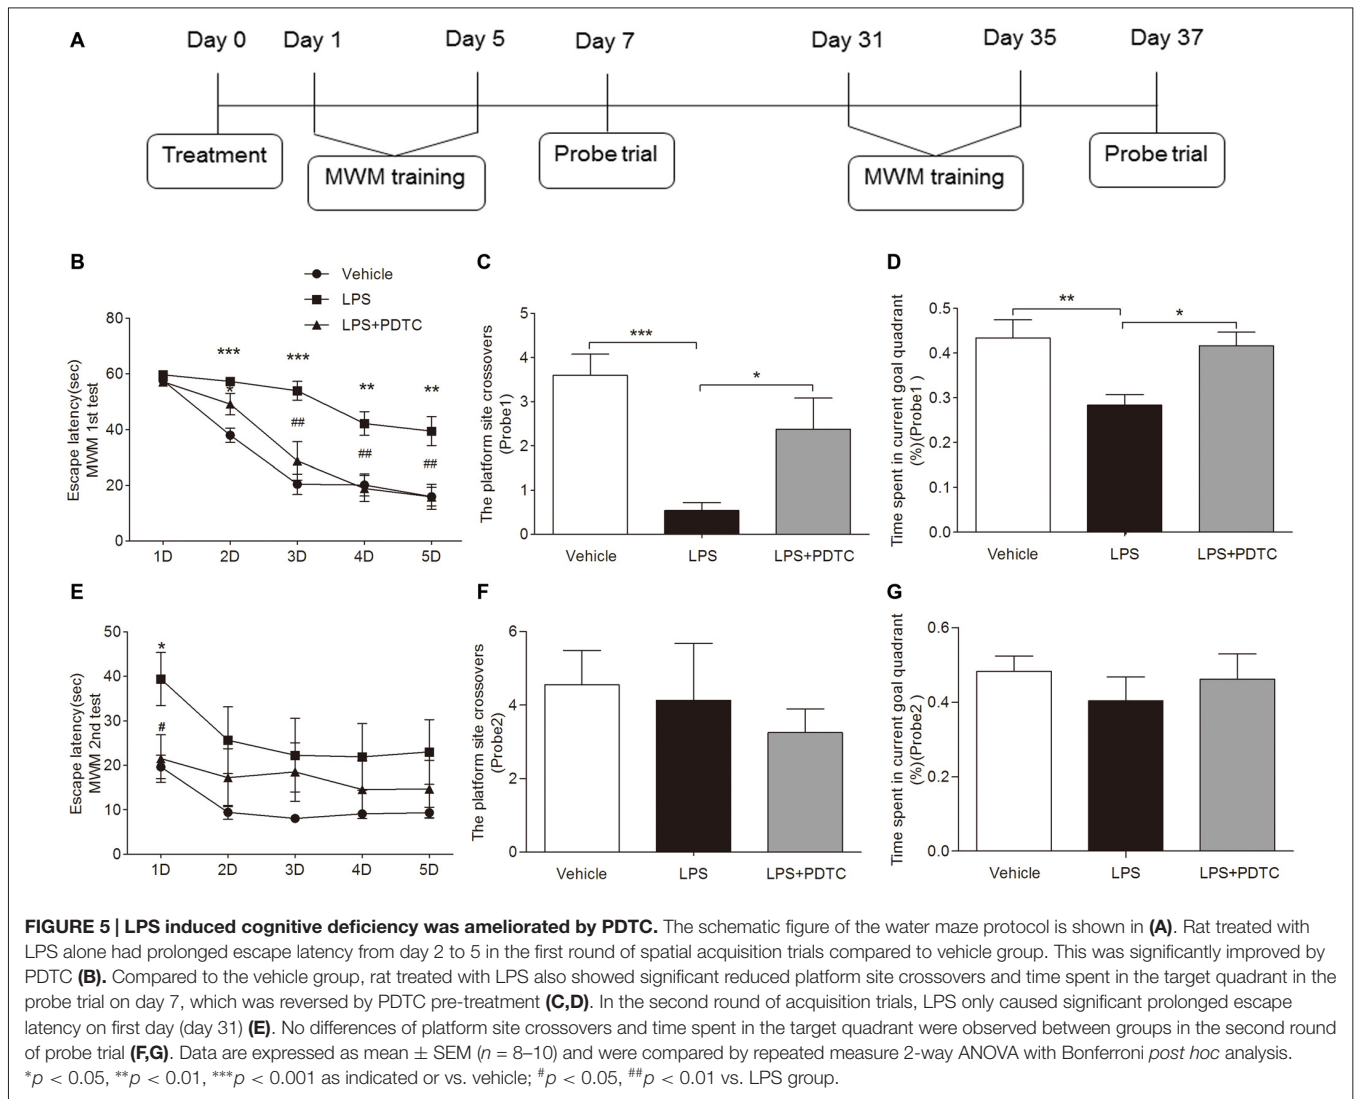 A
Day 0 Day 1 Day 5 Day 7 Day 31 Day 35 Day 37
Treatment
MWM training
Probe trial
MWM training
Probe trial
B
Vehicle
LPS
LPS+PDTC
Escape latency(sec)
MWM 1st test
80
60
40
20
0
*** *** ** **
*
## ## ##
1D 2D 3D 4D 5D
C
The platform site crossovers
(Probe1)
5
4
3
2
1
0
***
*
Vehicle LPS LPS+PDTC
D
Time spent in current goal quadrant
(%)(Probe1 )
0.5
0.4
0.3
0.2
0.1
0.0
**
*
Vehicle LPS LPS+PDTC
E
Escape latency(sec)
MWM 2nd test
50
40
30
20
10
0
*
#
1D 2D 3D 4D 5D
F
The platform site crossovers
(Probe2)
6
4
2
0
Vehicle LPS LPS+PDTC
G
Time spent in current goal quadrant
(%)(Probe2 )
0.6
0.4
0.2
0.0
Vehicle LPS LPS+PDTC
FIGURE 5 | LPS induced cognitive deficiency was ameliorated by PDTC. The schematic figure of the water maze protocol is shown in (A). Rat treated with
LPS alone had prolonged escape latency from day 2 to 5 in the first round of spatial acquisition trials compared to vehicle group. This was significantly improved by
PDTC (B). Compared to the vehicle group, rat treated with LPS also showed significant reduced platform site crossovers and time spent in the target quadrant in the
probe trial on day 7, which was reversed by PDTC pre-treatment (C,D). In the second round of acquisition trials, LPS only caused significant prolonged escape
latency on first day (day 31) (E). No differences of platform site crossovers and time spent in the target quadrant were observed between groups in the second round
of probe trial (F,G). Data are expressed as mean ± SEM (n = 8–10) and were compared by repeated measure 2-way ANOVA with Bonferroni post hoc analysis.
*p < 0.05, **p < 0.01, ***p < 0.001 as indicated or vs. vehicle; #p < 0.05, ##p < 0.01 vs. LPS group.